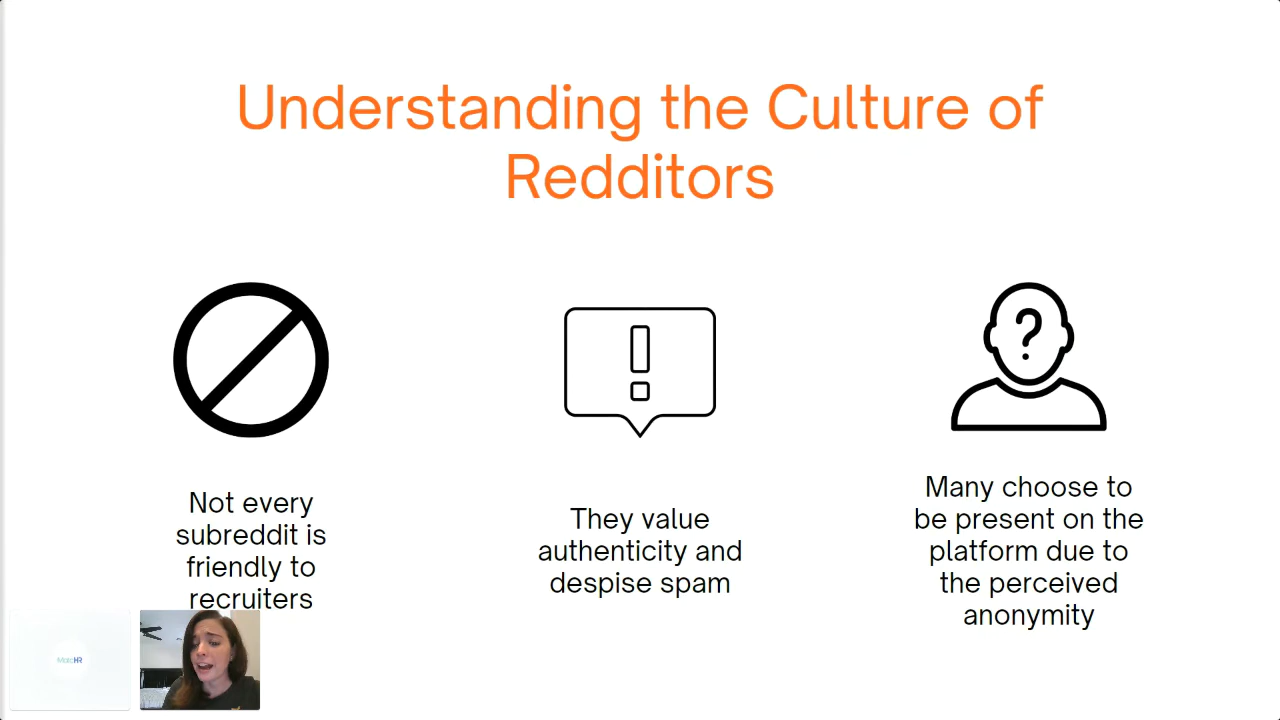 Understanding the Culture of
Redditors
Not every
subreddit is
friendly to
recruiters
They value
authenticity and
despise spam
Many choose to
be present on the
platform due to
the perceived
anonymity